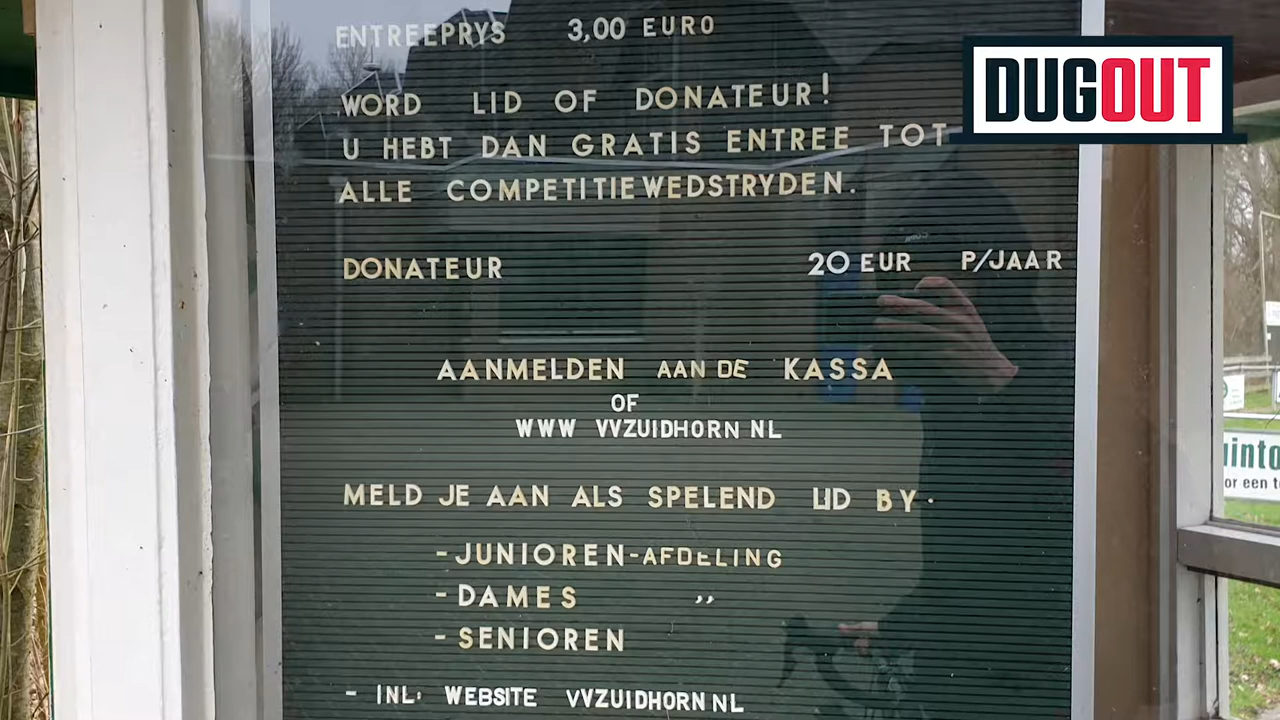 ENTREEPRYS 3,00 EURO
DUGOUT
WORD LID OF DONATEUR!
U HEBT DAN GRATIS ENTREE TOT
ALLE COMPETITIEWEDSTRYDEN.
DONATEUR 20 EUR P/JAAR
AANMELDEN AAN DE KASSA
OF
WWW VVZUIDHORN NL
MELD JE AAN ALS SPELEND LID BY·
-JUNIOREN-AFDELING
-DAMES ,,
-SENIOREN
- INL: WEBSITE VVZUIDHORN NL